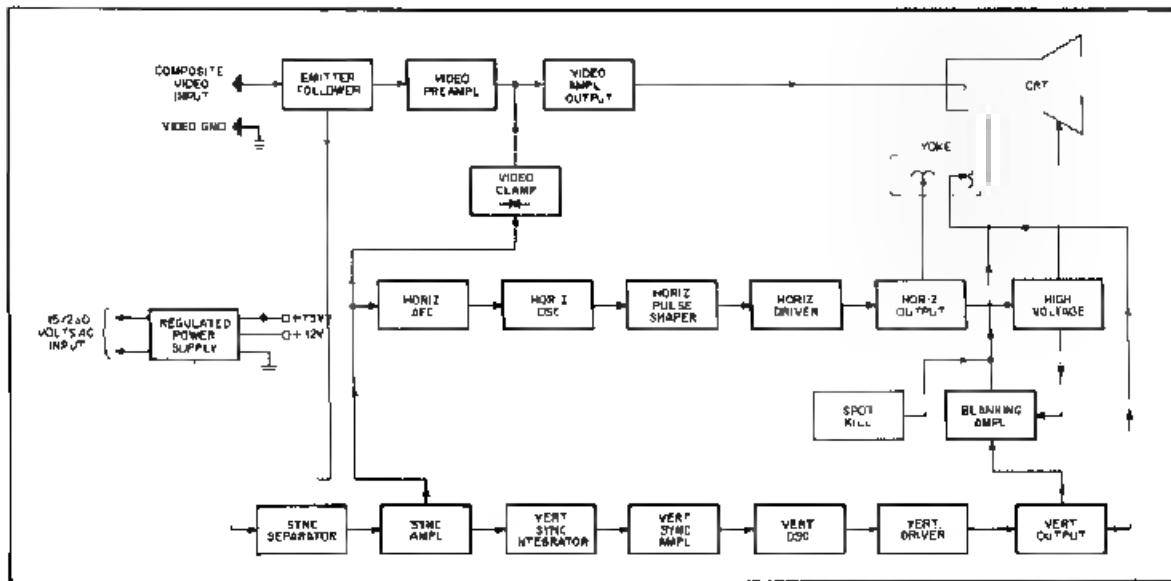 COMPOSITE
VIDEO
INPUT
EMITTER
FOLLOWER
VIDEO
PREAMPL
VIDEO
AMPL
OUTPUT
CRT
VIDEO GND
YOKE
VIDEO
CLAMP
HORIZ
AFC
HORIZ
OSC
HORIZ
PULSE
SHAPER
HORIZ
DRIVER
HORIZ
OUTPUT
HIGH
VOLTAGE
VOLTS AC
INPUT
REGULATED
POWER
SUPPLY
+73V
+12V
SPOT
KILL
BLANKING
AMPL
SYNC
SEPARATOR
SYNC
AMPL
VERT
SYNC
INTEGRATOR
VERT
SYNC
AMPL
VERT
OSC
VERT.
DRIVER
VERT
OUTPUT